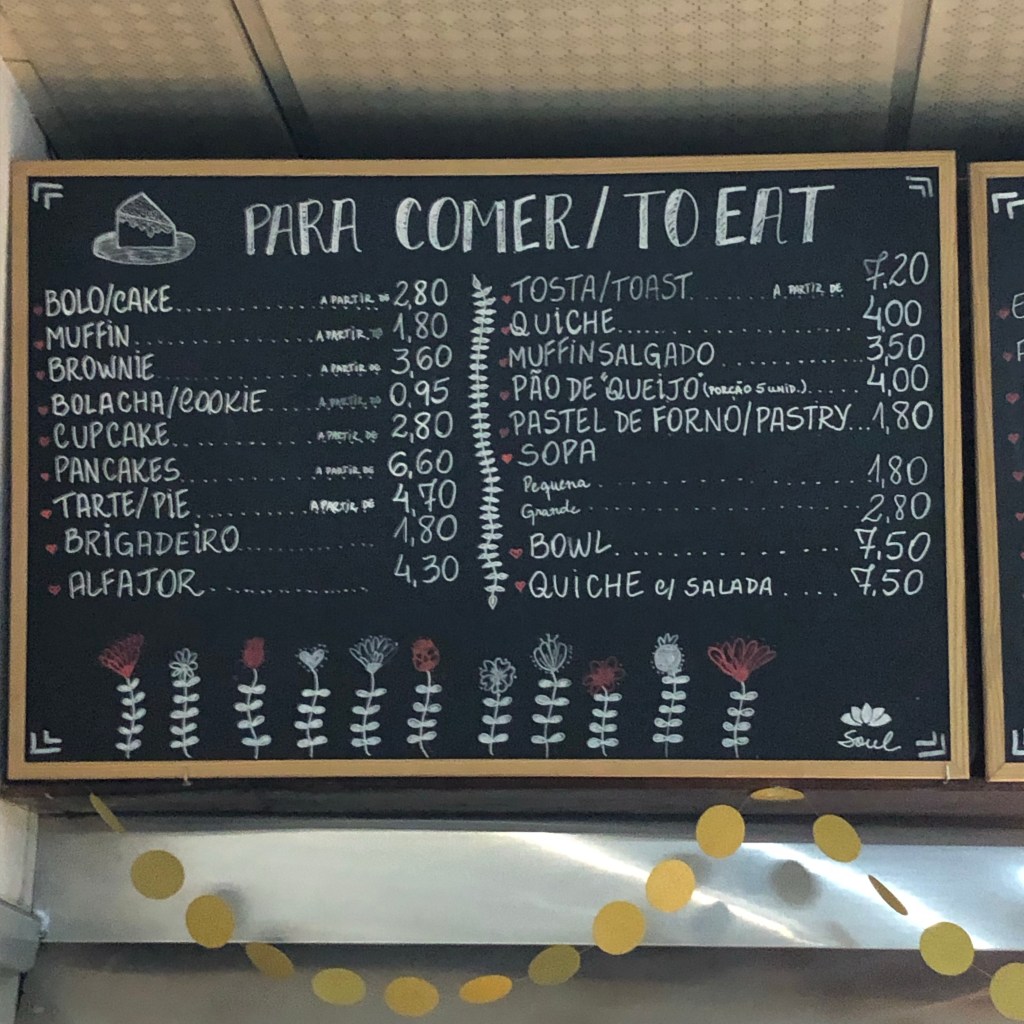 PARA COMER/TO EAT
BOLO/CAKE............A PARTIR DE 2,80
MUFFIN............A PARTIR DE 1,80
BROWNIE............A PARTIR DE 3,60
BOLACHA/COOKIE......A PARTIR DE 0,95
CUPCAKE............A PARTIR DE 2,80
PANCAKES............A PARTIR DE 6,60
TARTE/PIE............A PARTIR DE 4,70
BRIGADEIRO............1,80
ALFAJOR............4,30
TOSTA/TOAST......A PARTIR DE 7,20
QUICHE............4,00
MUFFIN SALGADO............3,50
PÃO DE "QUEIJO" (PORÇÃO 5 UNID.)......4,00
PASTEL DE FORNO/PASTRY...1,80
SOPA
Pequena............1,80
Grande............2,80
BOWL............7,50
QUICHE c/ SALADA....7,50
Soul